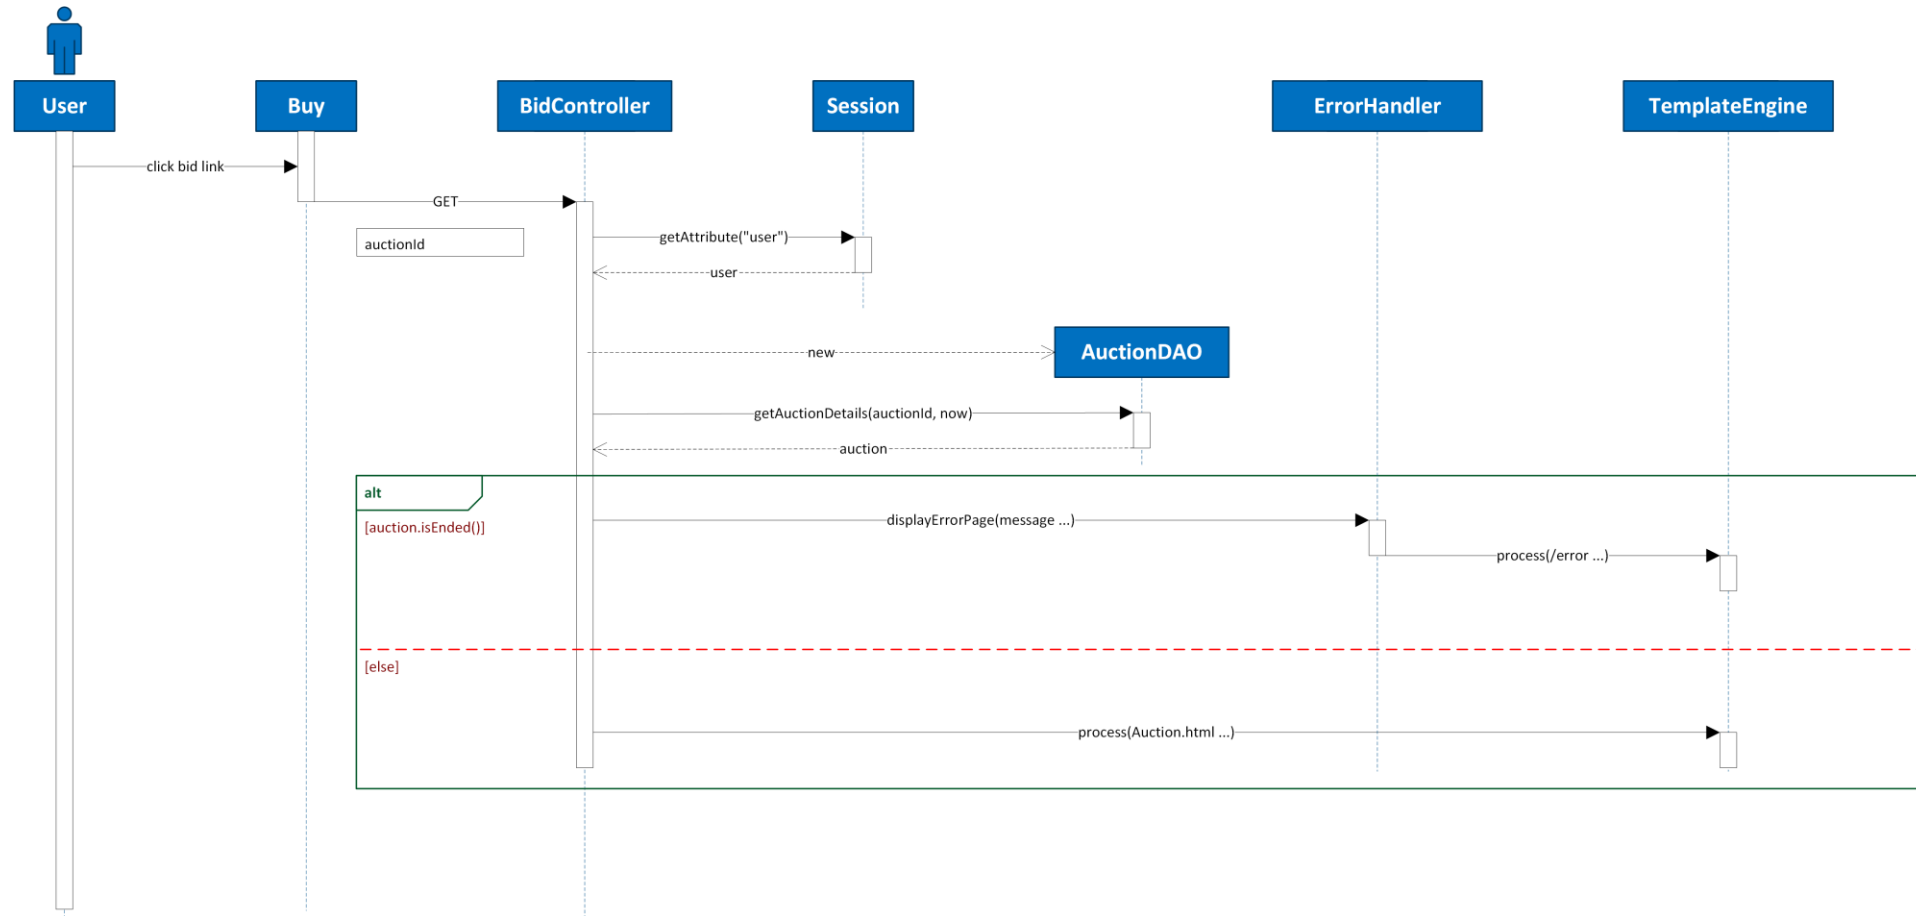 User
Buy
BidController
Session
ErrorHandler
TemplateEngine
click bid link
GET
auctionId
getAttribute("user")
user
new
AuctionDAO
getAuctionDetails(auctionId, now)
auction
alt
[auction.isEnded()]
displayErrorPage(message ...)
process(/error ...)
[else]
process(Auction.html ...)